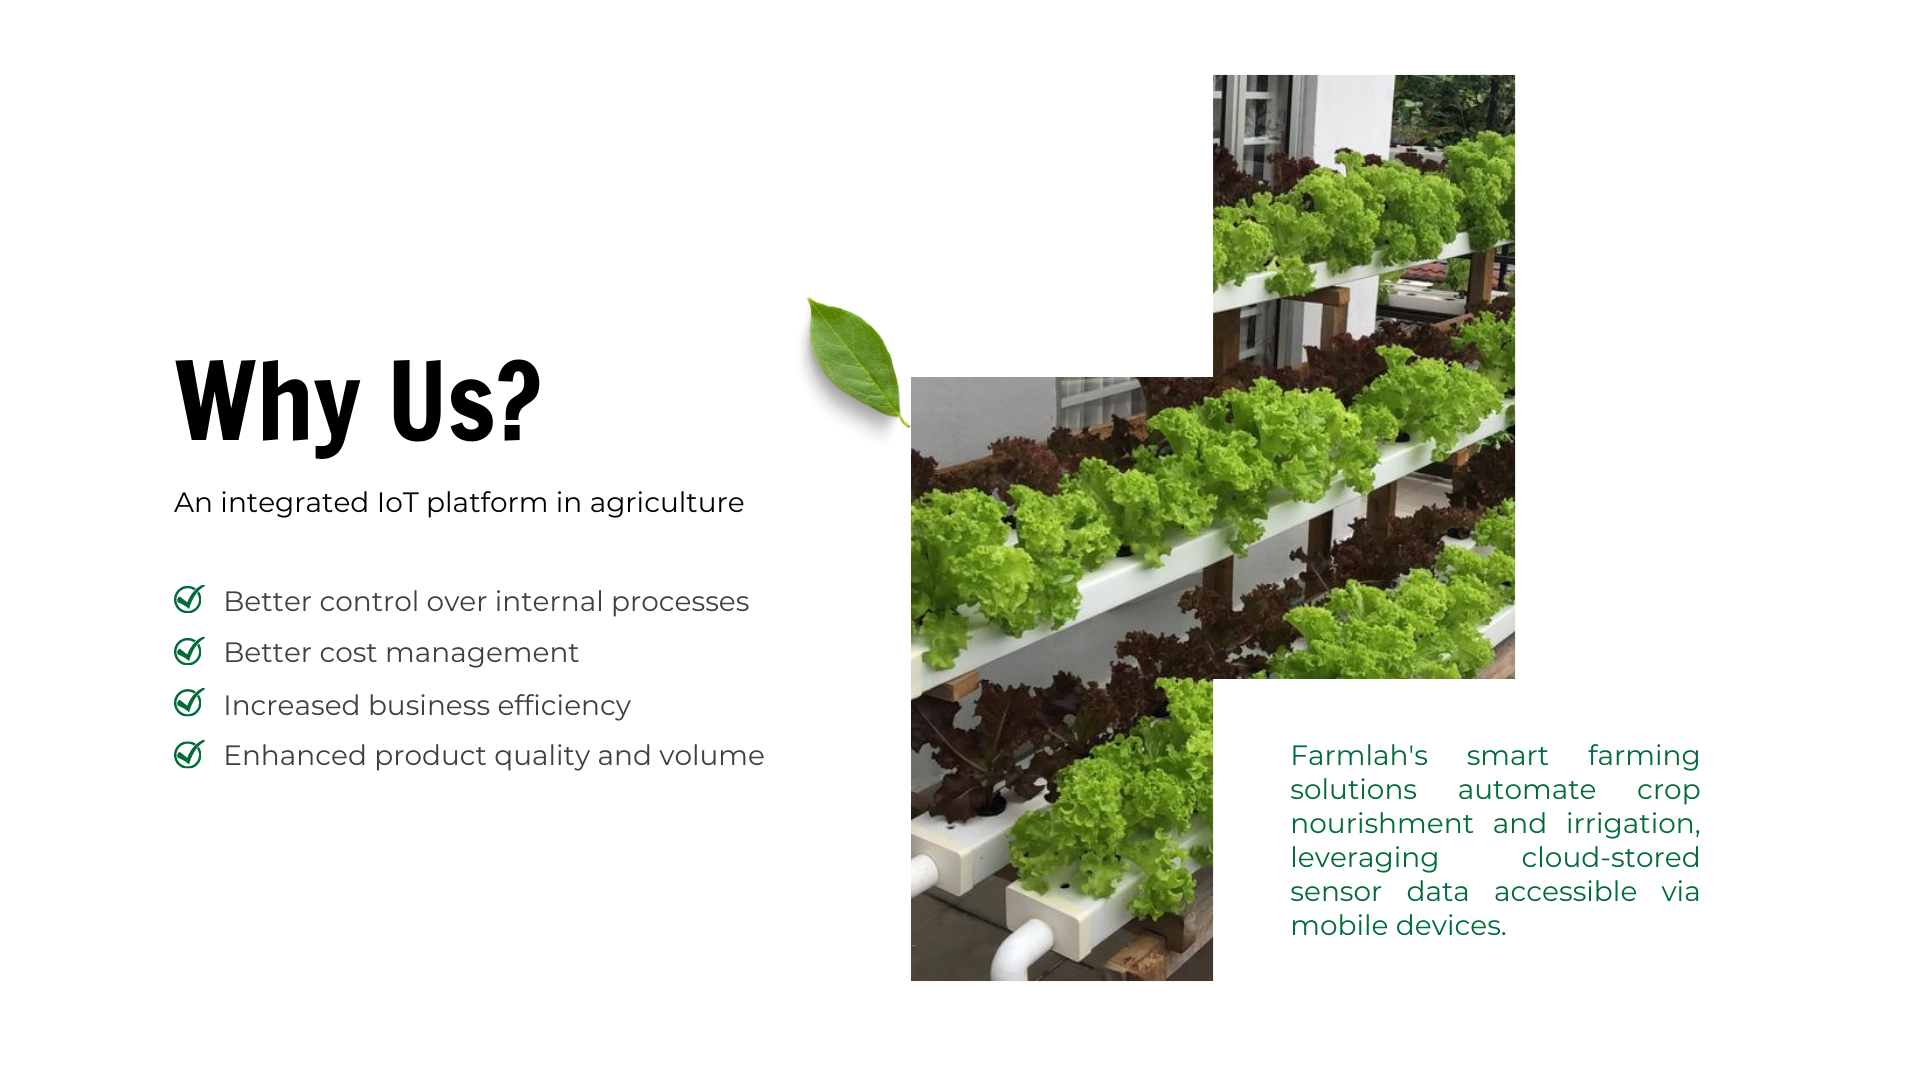 Why Us?
An integrated IoT platform in agriculture
Better control over internal processes
Better cost management
Increased business efficiency
Enhanced product quality and volume
Farmlah's smart farming
solutions automate crop
nourishment and irrigation,
leveraging cloud-stored
sensor data accessible via
mobile devices.